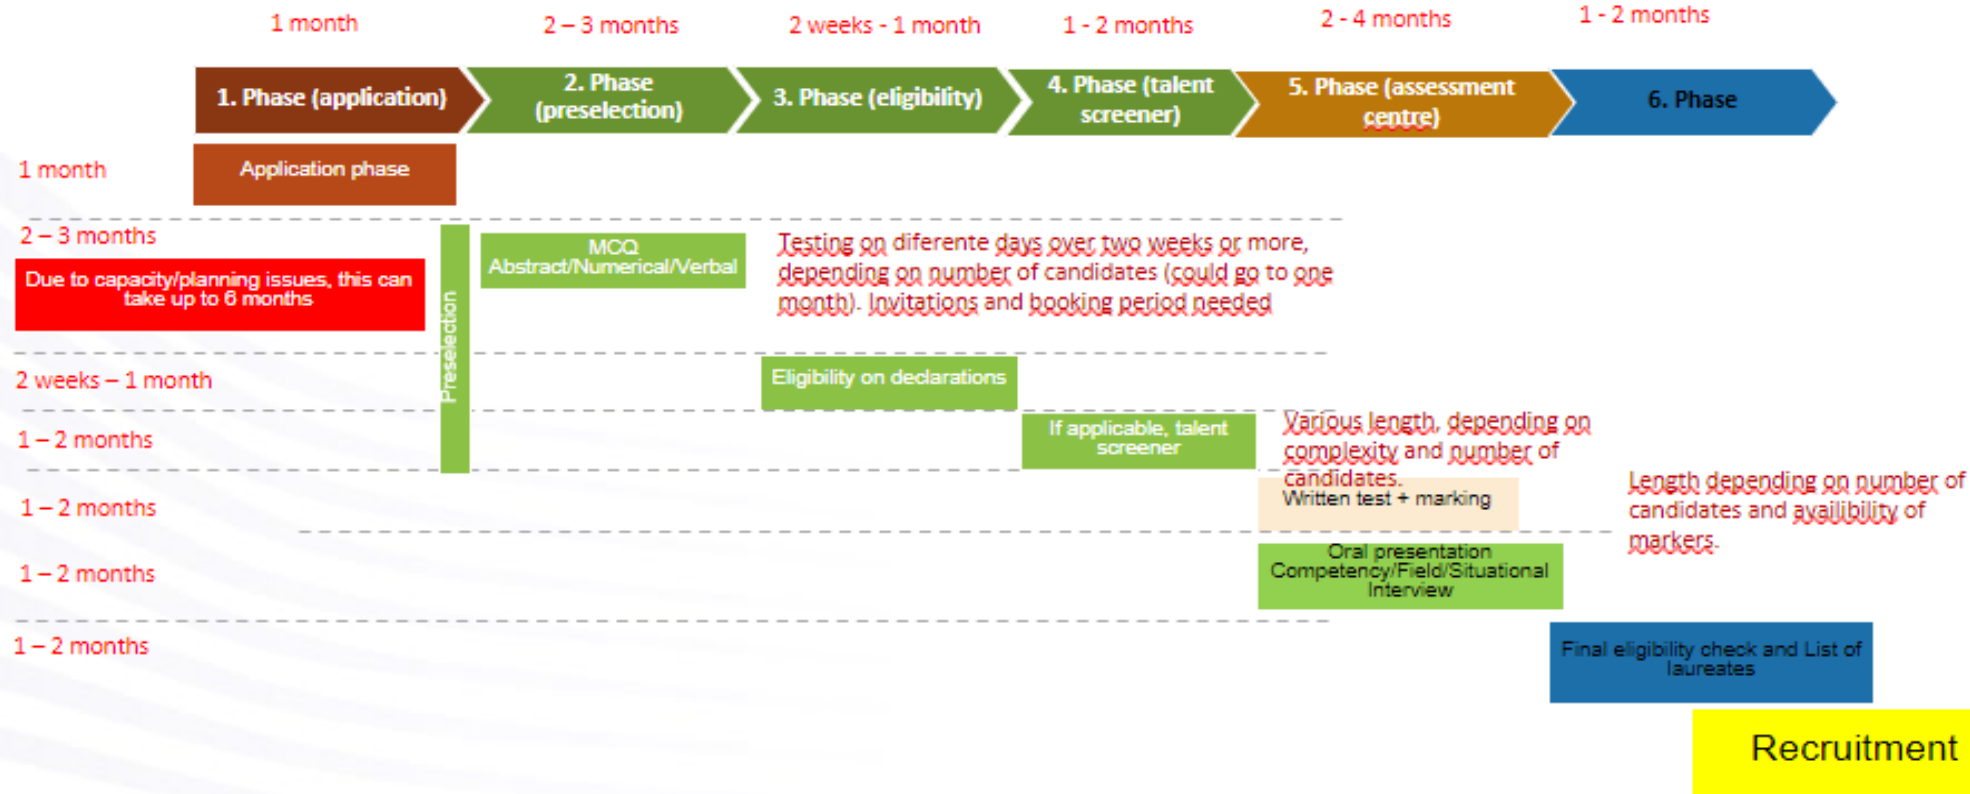 1 month
2 – 3 months
2 weeks - 1 month
1 - 2 months
2 - 4 months
1 - 2 months
1. Phase (application)
2. Phase
(preselection)
3. Phase (eligibility)
4. Phase (talent
screener)
5. Phase (assessment
centre)
6. Phase
1 month
Application phase
2 – 3 months
Due to capacity/planning issues, this can
take up to 6 months
Preselection
MCQ
Abstract/Numerical/Verbal
Testing on diferente days over two weeks or more,
depending on number of candidates (could go to one
month). Invitations and booking period needed
2 weeks – 1 month
Eligibility on declarations
1 – 2 months
If applicable, talent
screener
Various length, depending on
complexity and number of
candidates.
1 – 2 months
Written test + marking
Length depending on number of
candidates and availibility of
markers.
1 – 2 months
Oral presentation
Competency/Field/Situational
Interview
1 – 2 months
Final eligibility check and List of
laureates
Recruitment